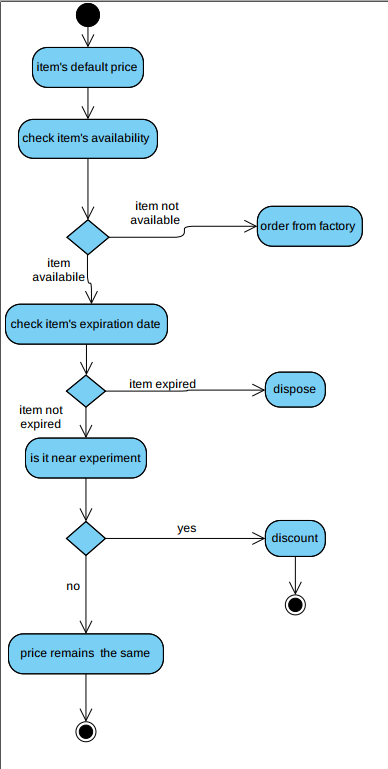 item's default price
check item's availability
item not
available
order from factory
item
availabile
check item's expiration date
item expired
dispose
item not
expired
is it near experiment
yes
discount
no
price remains  the same